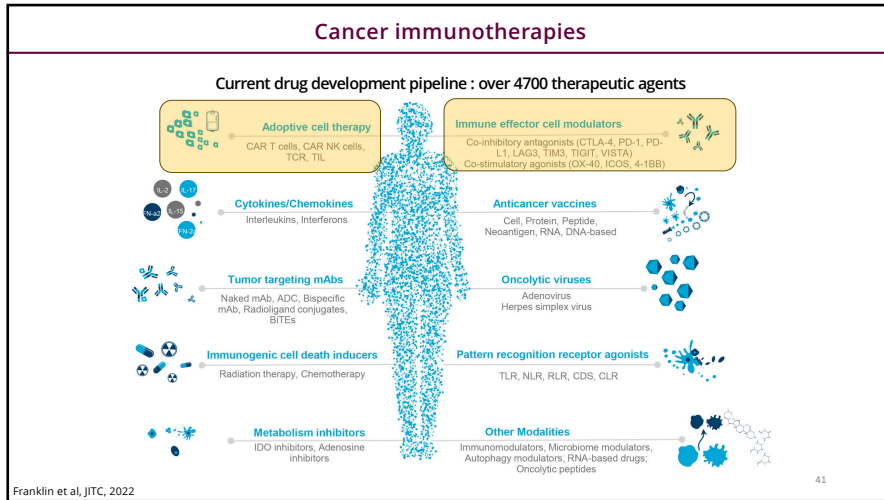 Cancer immunotherapies
Current drug development pipeline : over 4700 therapeutic agents
Adoptive cell therapy
CAR T cells, CAR NK cells,
TCR, TIL
Immune effector cell modulators
Co-inhibitory antagonists (CTLA-4, PD-1, PD-
L1, LAG3, TIM3, TIGIT, VISTA)
Co-stimulatory agonists (OX-40, ICOS, 4-1BB)
IL-2
IL-17
FN-a2
IL-15
FN-2
Cytokines/Chemokines
Interleukins, Interferons
Anticancer vaccines
Cell, Protein, Peptide,
Neoantigen, RNA, DNA-based
Tumor targeting mAbs
Naked mAb, ADC, Bispecific
mAb, Radioligand conjugates,
BiTEs
Oncolytic viruses
Adenovirus
Herpes simplex virus
Immunogenic cell death inducers
Radiation therapy, Chemotherapy
Pattern recognition receptor agonists
TLR, NLR, RLR, CDS, CLR
Metabolism inhibitors
IDO inhibitors, Adenosine
inhibitors
Other Modalities
Immunomodulators, Microbiome modulators,
Autophagy modulators, RNA-based drugs;
Oncolytic peptides
Franklin et al, JITC, 2022
41